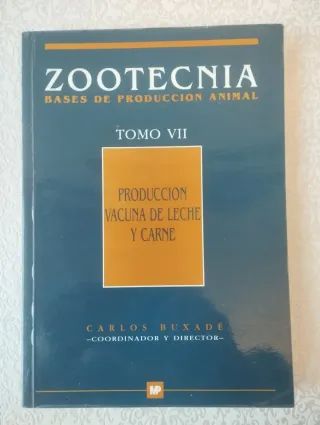 ZOOTECNIA
BASES DE PRODUCCION ANIMAL
TOMO VII
PRODUCCION
VACUNA DE LECHE
Y CARNE
CARLOS BUXADÉ
-COORDINADOR Y DIRECTOR-
MP